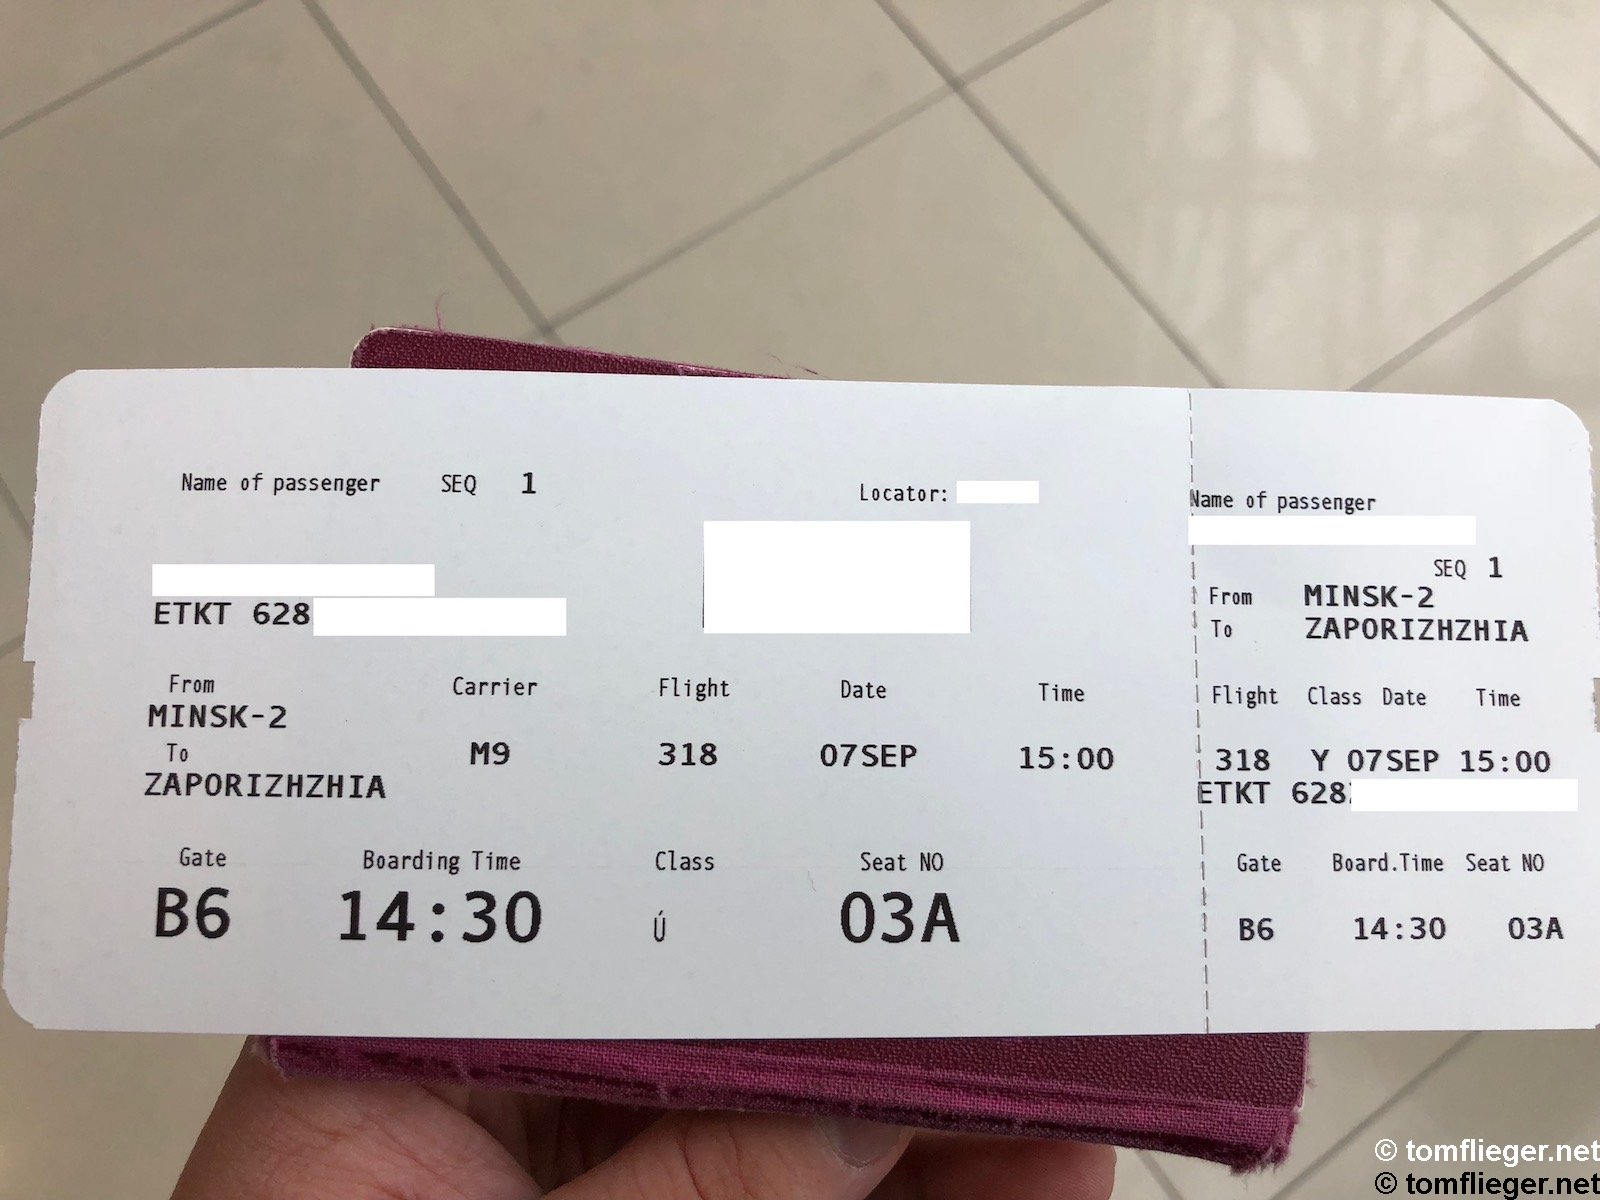 Name of passenger SEQ 1
Locator:
ETKT 628
From Carrier Flight Date Time
MINSK-2
To M9 318 07SEP 15:00
ZAPORIZHZHIA
Gate Boarding Time Class Seat NO
B6 14:30 Ú 03A
Name of passenger
SEQ 1
From MINSK-2
To ZAPORIZHZHIA
Flight Class Date Time
318 Y 07SEP 15:00
ETKT 628
Gate Board.Time Seat NO
B6 14:30 03A
© tomflieger.net
© tomflieger.net